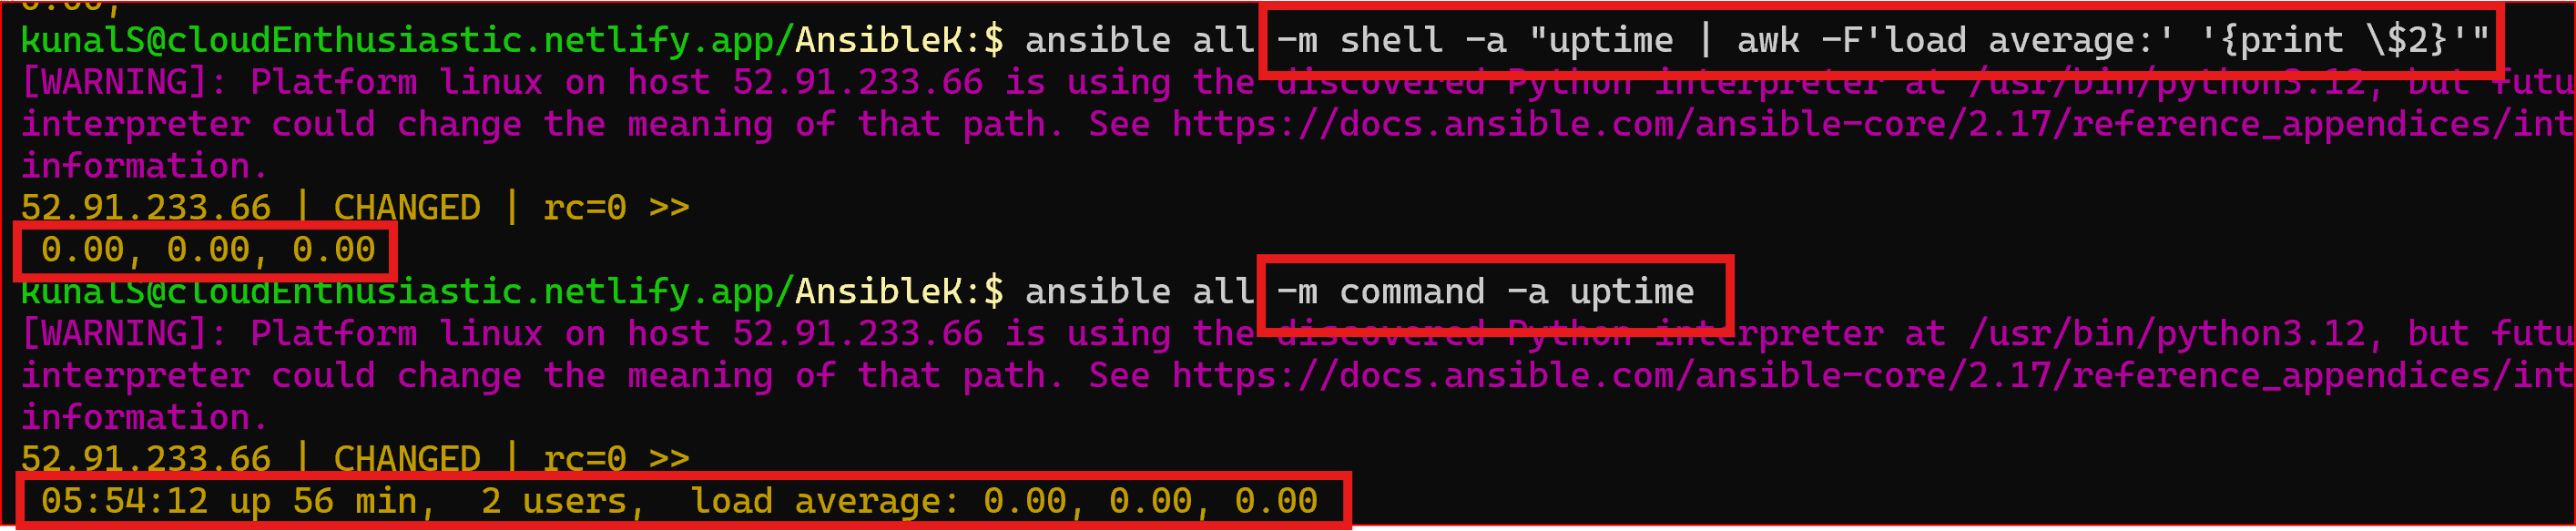 0.00,
kunalS@cloudEnthusiastic.netlify.app/AnsibleK:$ ansible all -m shell -a "uptime | awk -F'load average:' '{print \$2}'"
[WARNING]: Platform linux on host 52.91.233.66 is using the discovered Python interpreter at /usr/bin/python3.12, but futu
interpreter could change the meaning of that path. See https://docs.ansible.com/ansible-core/2.17/reference_appendices/int
information.
52.91.233.66 | CHANGED | rc=0 >>
 0.00, 0.00, 0.00
kunalS@cloudEnthusiastic.netlify.app/AnsibleK:$ ansible all -m command -a uptime
[WARNING]: Platform linux on host 52.91.233.66 is using the discovered Python interpreter at /usr/bin/python3.12, but futu
interpreter could change the meaning of that path. See https://docs.ansible.com/ansible-core/2.17/reference_appendices/int
information.
52.91.233.66 | CHANGED | rc=0 >>
 05:54:12 up 56 min,  2 users,  load average: 0.00, 0.00, 0.00